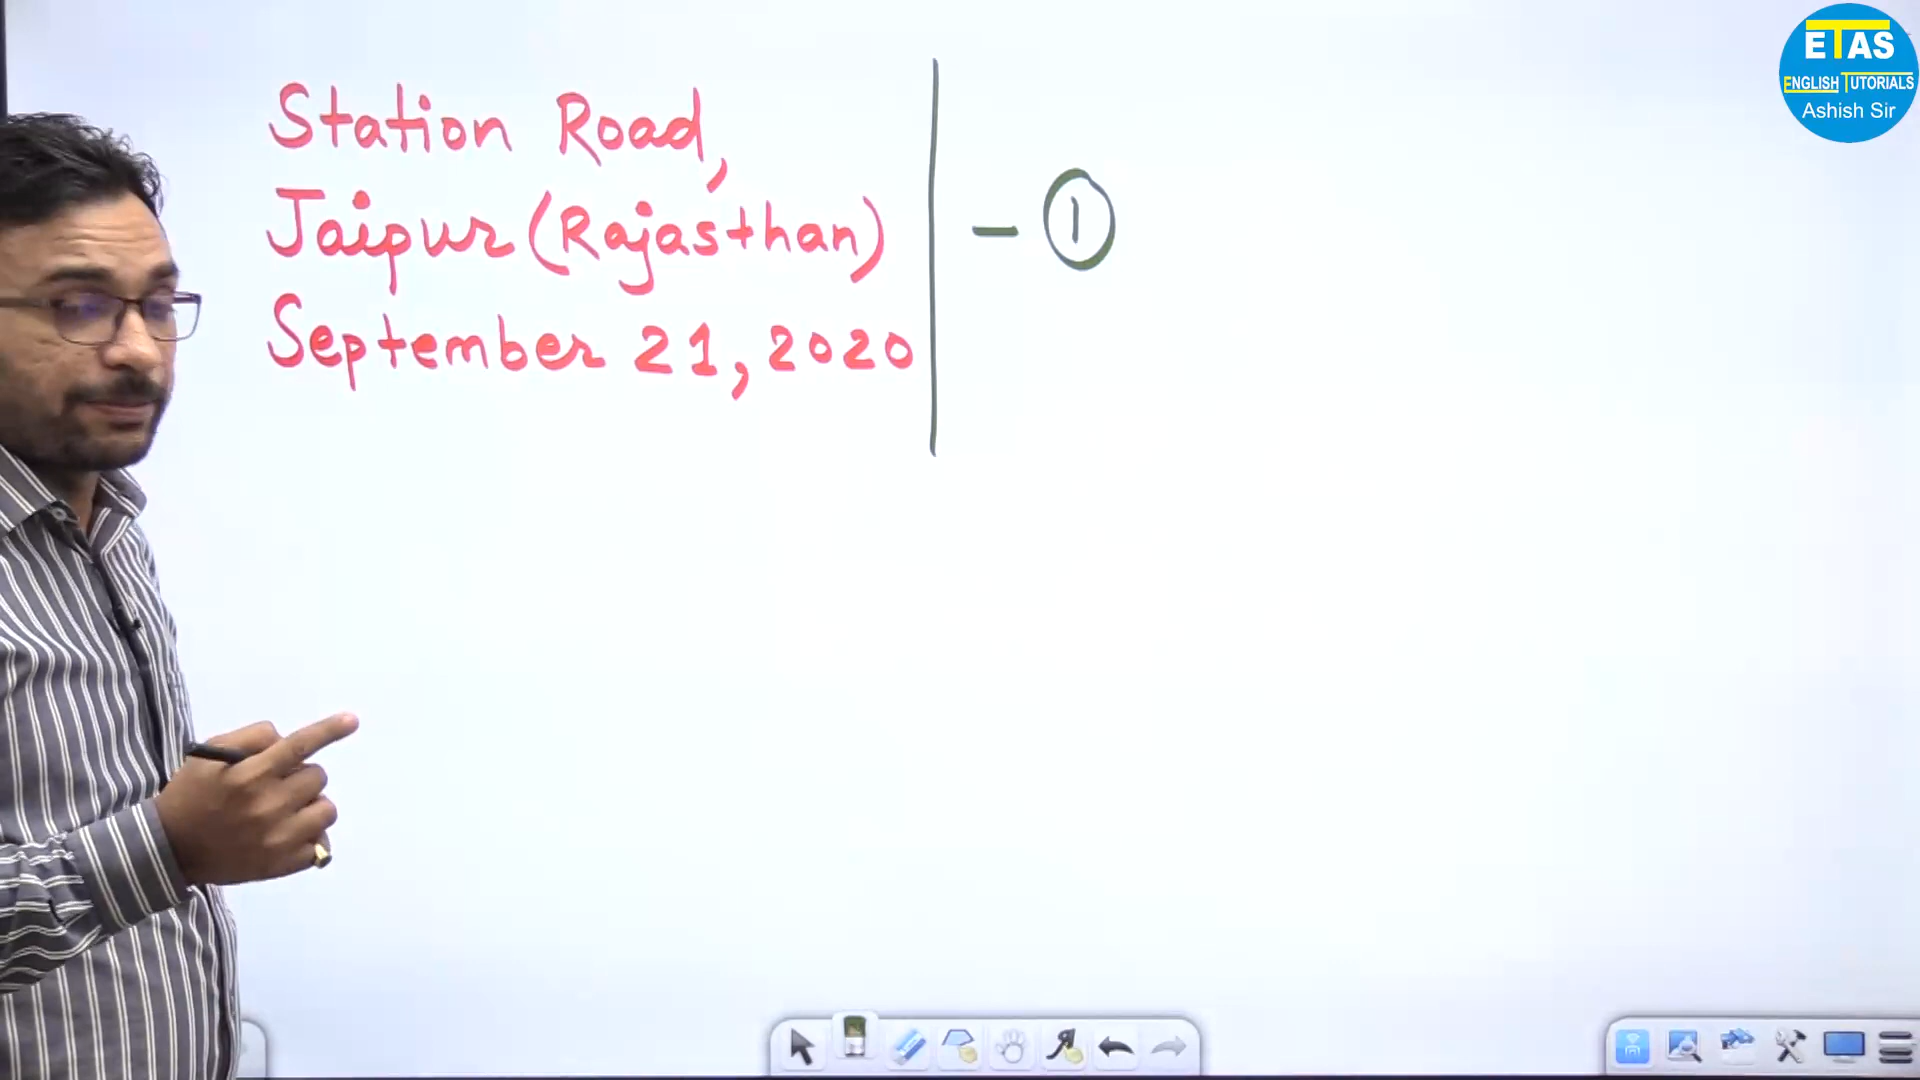 Station Road,
Jaipur (Rajasthan)
September 21, 2020
- 1
ETAS
ENGLISH TUTORIALS
Ashish Sir